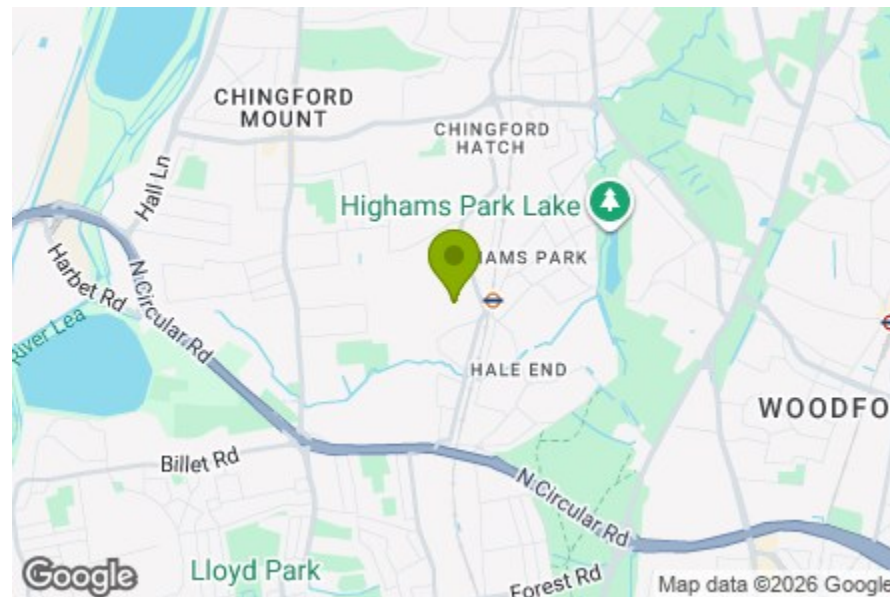 CHINGFORD
MOUNT
CHINGFORD
HATCH
Hall Ln
Highams Park Lake
HAMS PARK
Harbet Rd
N Circular Rd
River Lea
HALE END
WOODFO
Billet Rd
N Circular Rd
Lloyd Park
Forest Rd
Google
Map data ©2026 Google